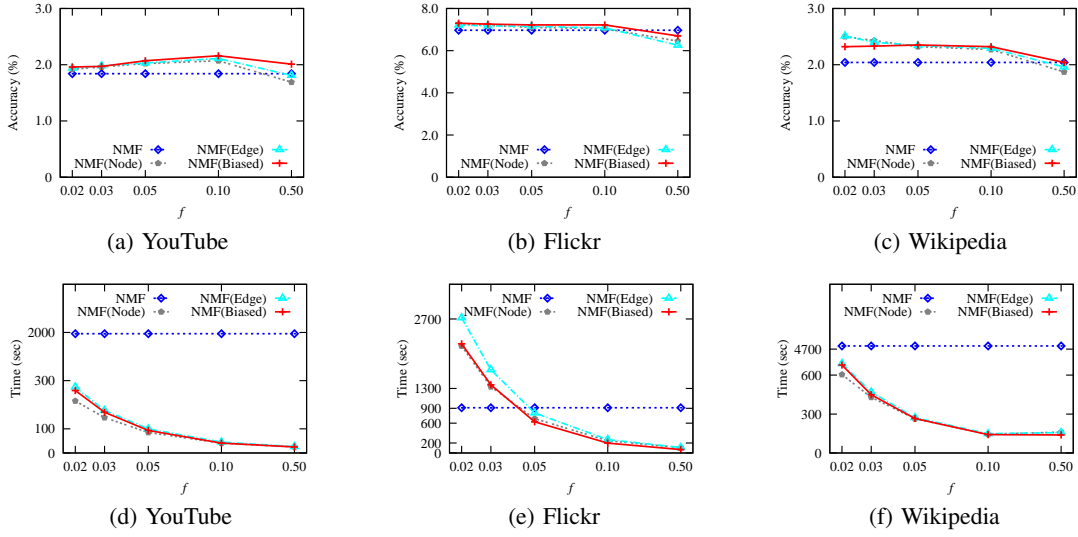 3.0
2.0
1.0
0
Accuracy (%)
NMF
NMF(Node)
NMF(Edge)
NMF(Biased)
0.02 0.03 0.05 0.10 0.50
f
(a) YouTube
8.0
6.0
4.0
2.0
0
Accuracy (%)
NMF
NMF(Node)
NMF(Edge)
NMF(Biased)
0.02 0.03 0.05 0.10 0.50
f
(b) Flickr
3.0
2.0
1.0
0
Accuracy (%)
NMF
NMF(Node)
NMF(Edge)
NMF(Biased)
0.02 0.03 0.05 0.10 0.50
f
(c) Wikipedia
2000
300
100
0
Time (sec)
NMF
NMF(Node)
NMF(Edge)
NMF(Biased)
0.02 0.03 0.05 0.10 0.50
f
(d) YouTube
2700
1300
900
600
200
0
Time (sec)
NMF
NMF(Node)
NMF(Edge)
NMF(Biased)
0.02 0.03 0.05 0.10 0.50
f
(e) Flickr
4700
600
300
0
Time (sec)
NMF
NMF(Node)
NMF(Edge)
NMF(Biased)
0.02 0.03 0.05 0.10 0.50
f
(f) Wikipedia